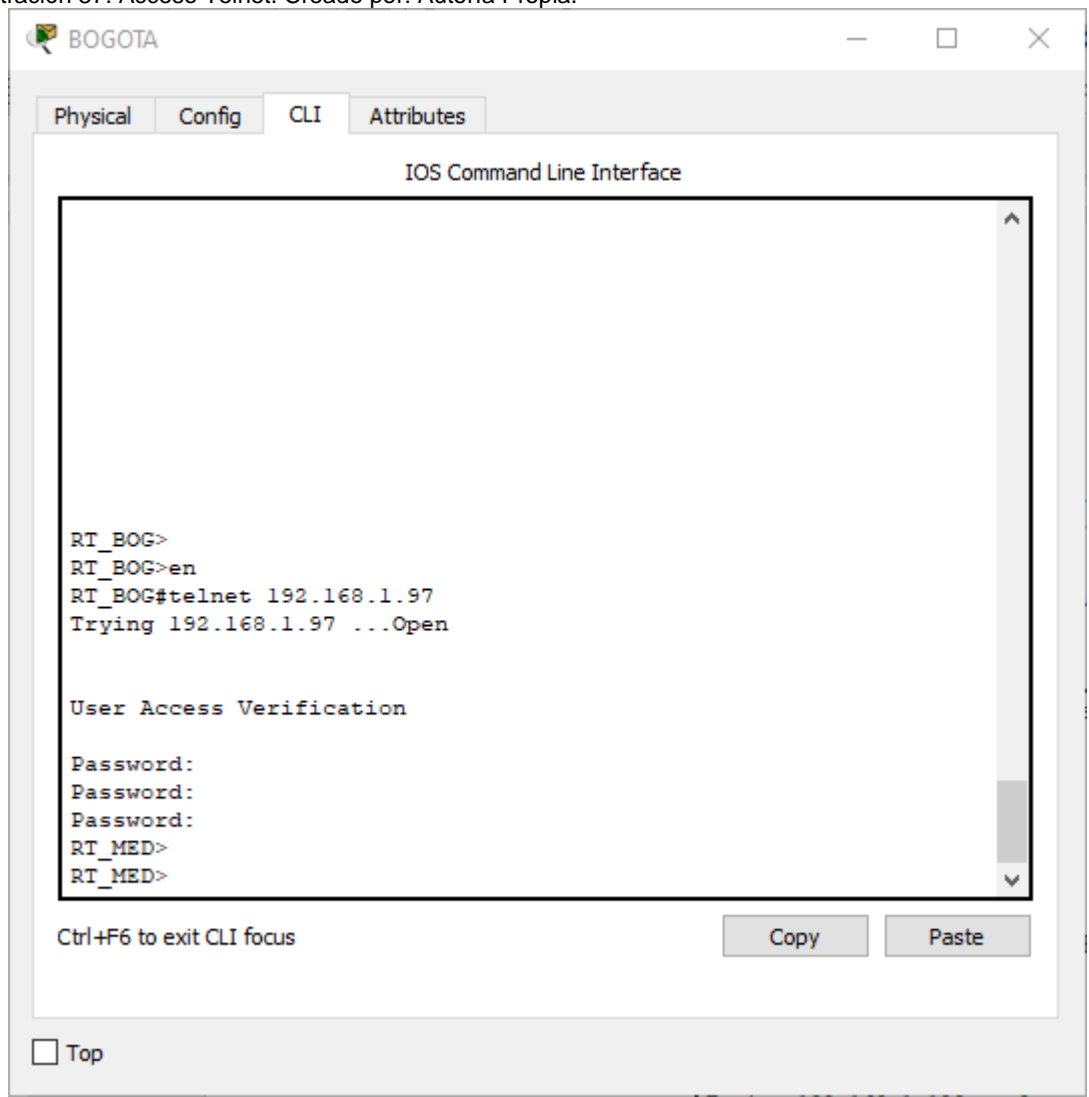 Acceso Telnet. Creado por: Autoría Propia.
BOGOTA
Physical Config CLI Attributes
IOS Command Line Interface
RT_BOG>
RT_BOG>en
RT_BOG#telnet 192.168.1.97
Trying 192.168.1.97 ...Open
User Access Verification
Password:
Password:
Password:
RT_MED>
RT_MED>
Ctrl+F6 to exit CLI focus
Copy Paste
Top